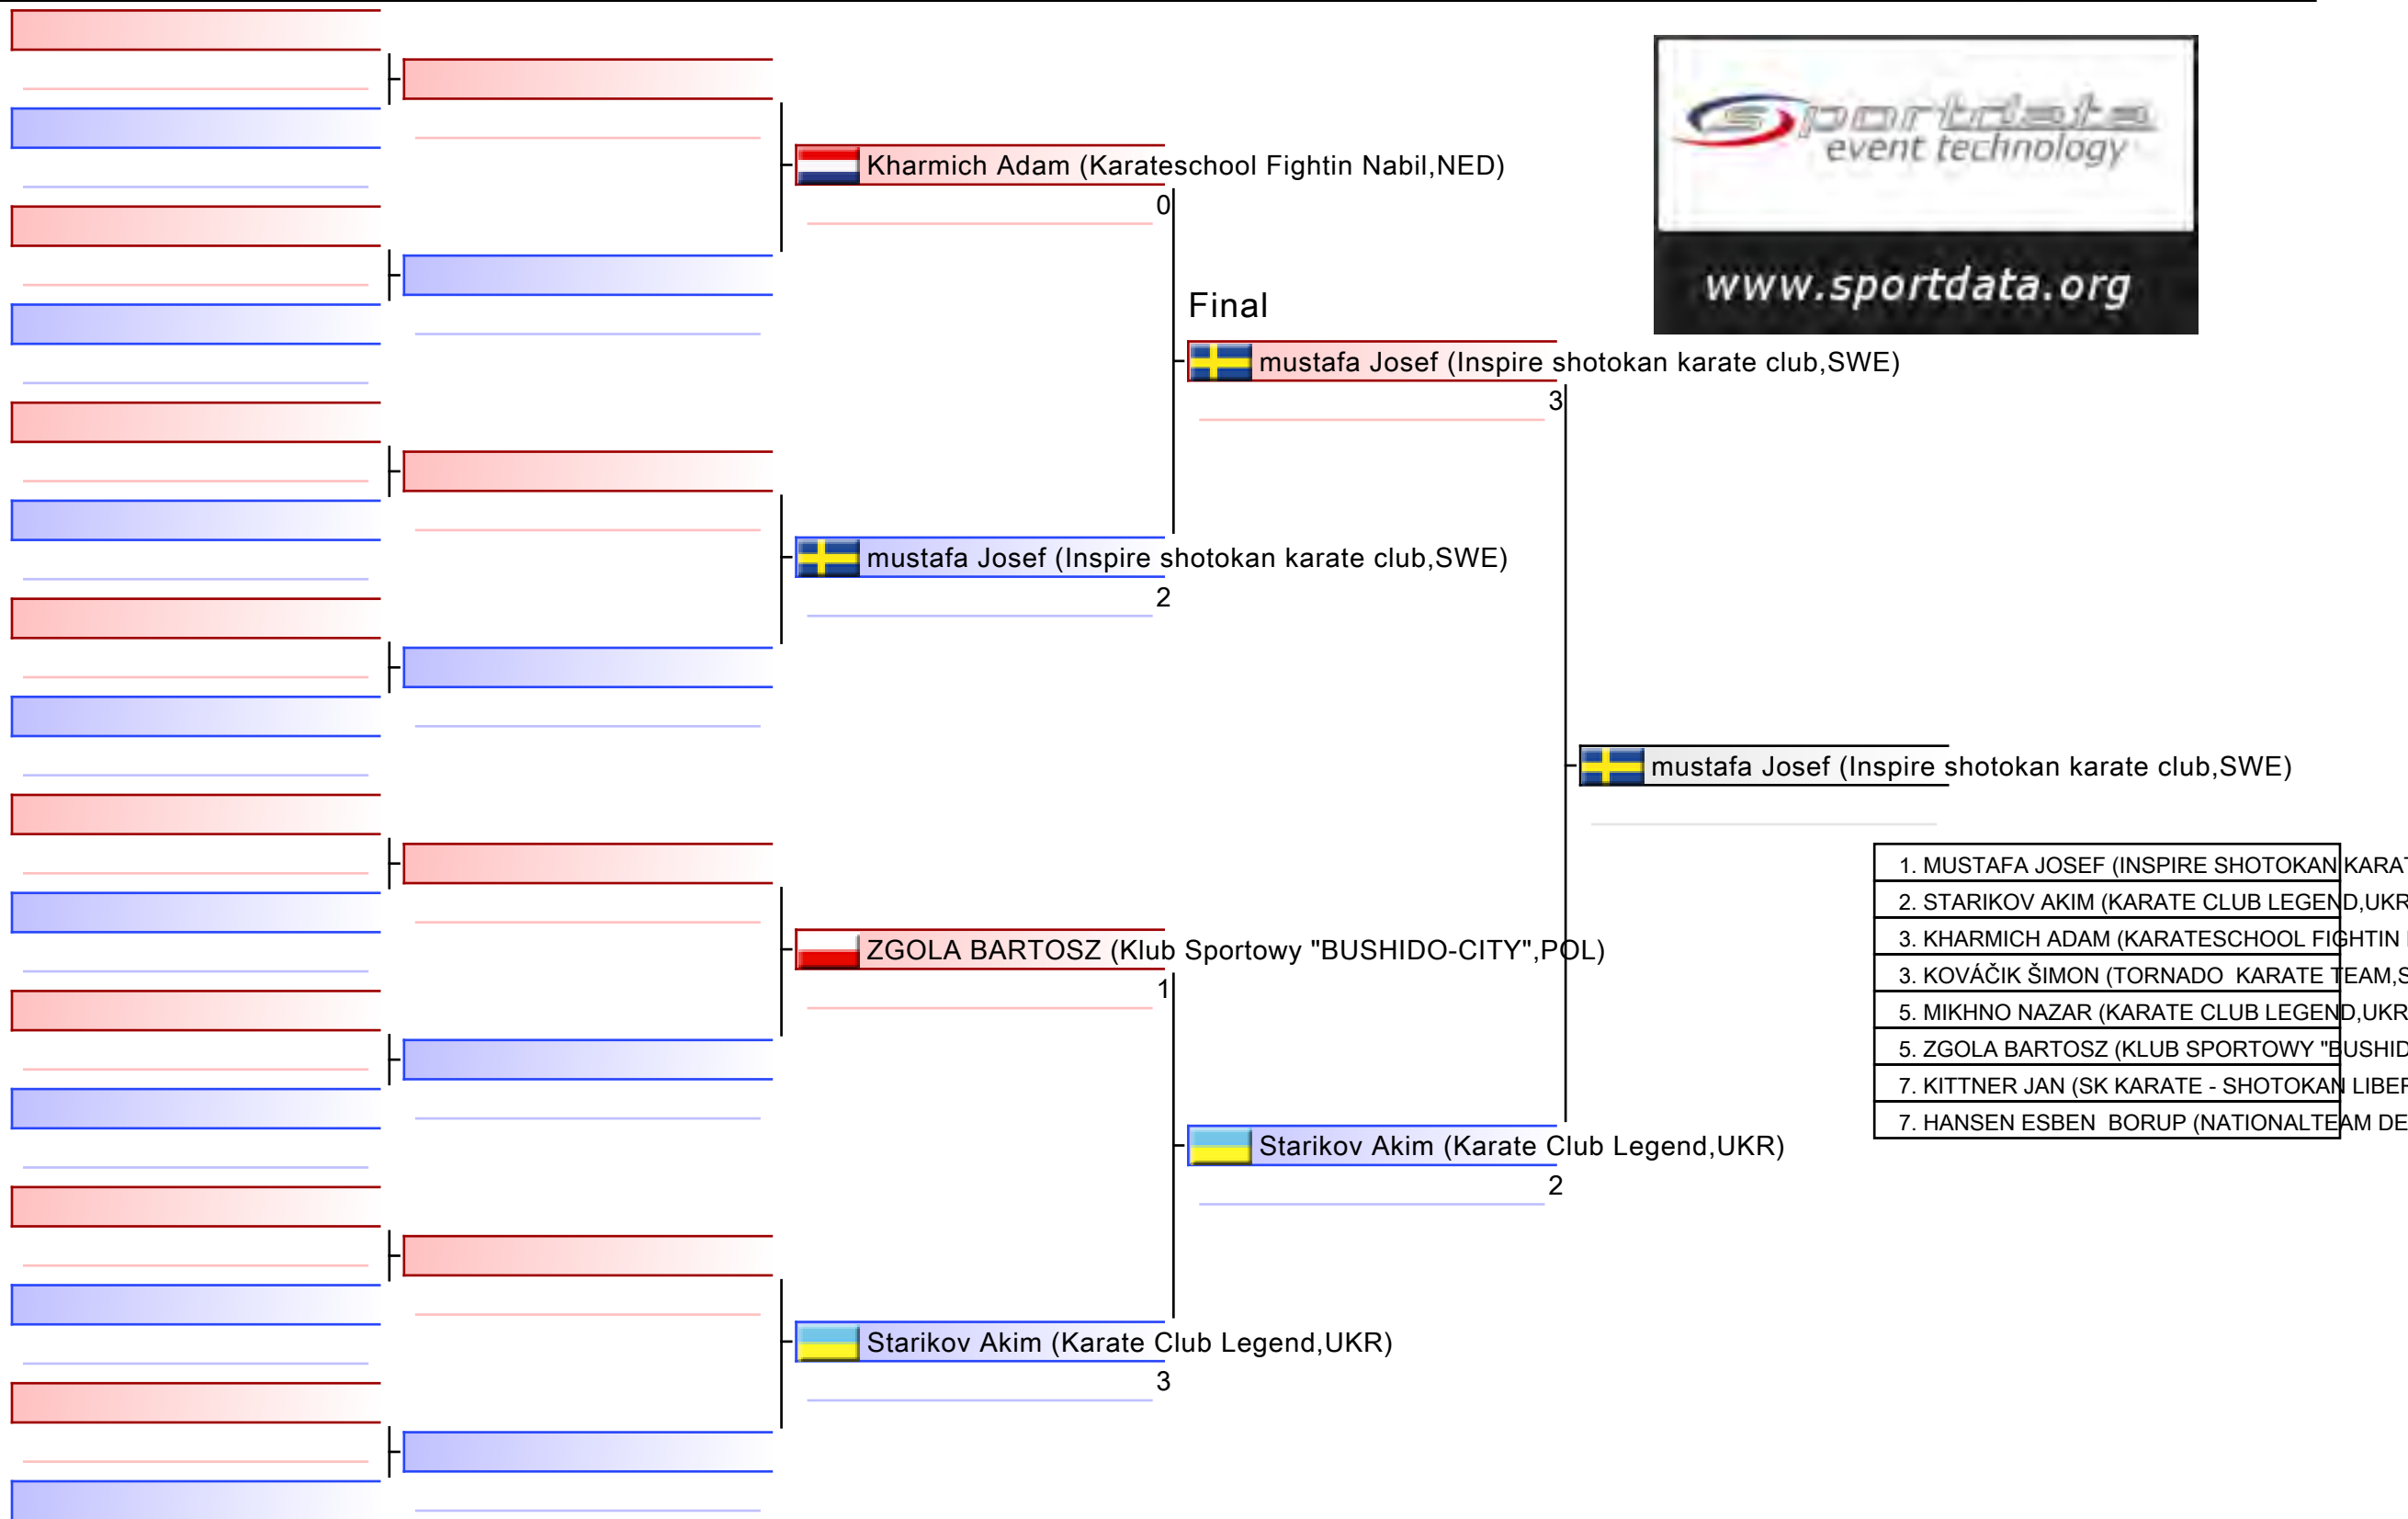 sportdata
event technology
www.sportdata.org
Kharmich Adam (Karateschool Fightin Nabil,NED)
0
Final
mustafa Josef (Inspire shotokan karate club,SWE)
3
mustafa Josef (Inspire shotokan karate club,SWE)
2
mustafa Josef (Inspire shotokan karate club,SWE)
1. MUSTAFA JOSEF (INSPIRE SHOTOKAN KARAT
2. STARIKOV AKIM (KARATE CLUB LEGEND,UKR
3. KHARMICH ADAM (KARATESCHOOL FIGHTIN
3. KOVÁČIK ŠIMON (TORNADO KARATE TEAM,S
5. MIKHNO NAZAR (KARATE CLUB LEGEND,UKR
5. ZGOLA BARTOSZ (KLUB SPORTOWY "BUSHID
7. KITTNER JAN (SK KARATE - SHOTOKAN LIBER
7. HANSEN ESBEN BORUP (NATIONALTEAM DE
ZGOLA BARTOSZ (Klub Sportowy "BUSHIDO-CITY",POL)
1
Starikov Akim (Karate Club Legend,UKR)
2
Starikov Akim (Karate Club Legend,UKR)
3